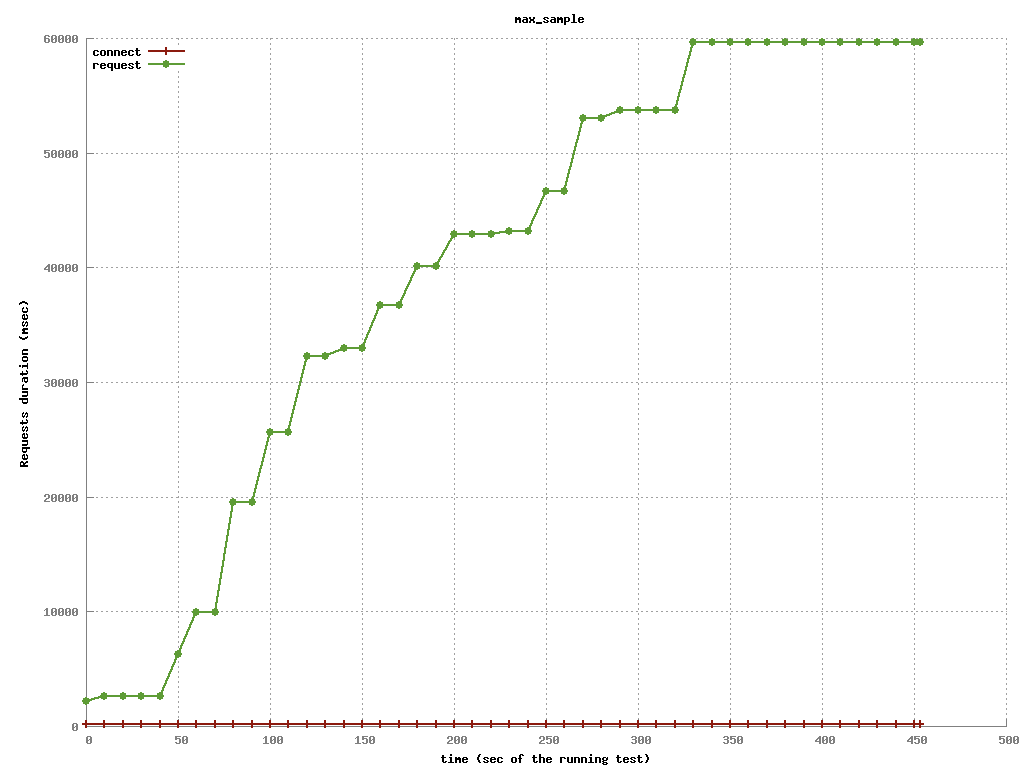 max_sample
connect
request
60000
50000
40000
30000
20000
10000
0
Requests duration (msec)
0 50 100 150 200 250 300 350 400 450 500
time (sec of the running test)